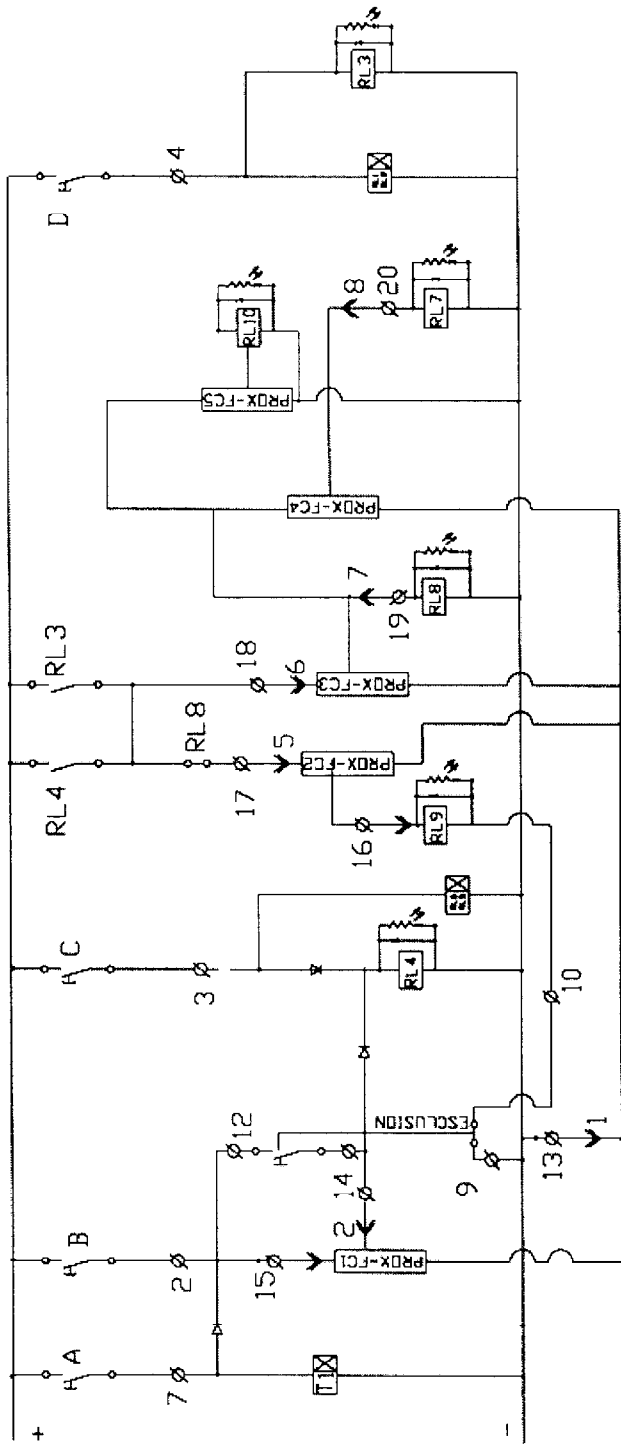 +
A
B
C
RL4
RL3
D
7
2
4
3
RL8
12
17
18
RL10
PROX-FC5
15
5
6
T1
2
14
PROX-FC1
16
PROX-FC2
PROX-FC3
7
PROX-FC4
8
RL3
19
20
RL4
RL9
RL8
RL7
ESCLUSION
9
-
13
10
1